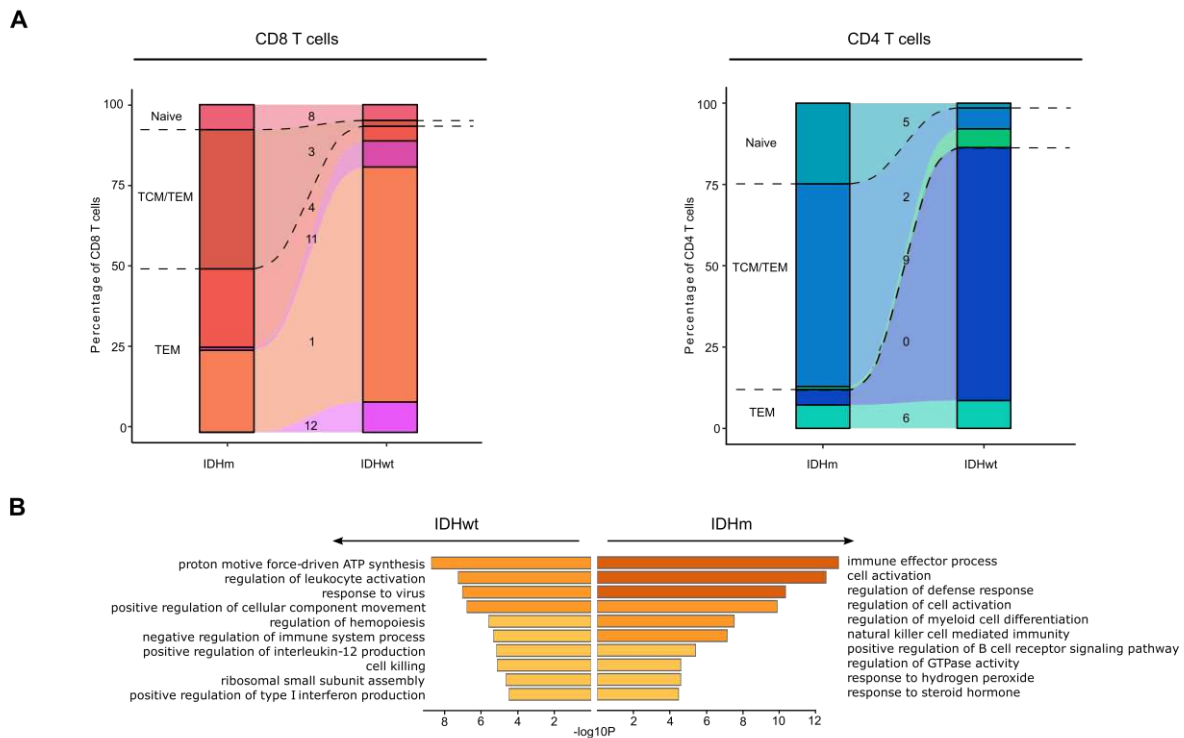 A
CD8 T cells
CD4 T cells
Percentage of CD8 T cells
100
75
50
25
0
Naive
TCM/TEM
TEM
8
3
4
11
1
12
IDHm
IDHwt
Percentage of CD4 T cells
100
75
50
25
0
Naive
TCM/TEM
TEM
5
2
9
0
6
IDHm
IDHwt
B
IDHwt
IDHm
proton motive force-driven ATP synthesis
regulation of leukocyte activation
response to virus
positive regulation of cellular component movement
regulation of hemopoiesis
negative regulation of immune system process
positive regulation of interleukin-12 production
cell killing
ribosomal small subunit assembly
positive regulation of type I interferon production
immune effector process
cell activation
regulation of defense response
regulation of cell activation
regulation of myeloid cell differentiation
natural killer cell mediated immunity
positive regulation of B cell receptor signaling pathway
regulation of GTPase activity
response to hydrogen peroxide
response to steroid hormone
8 6 4 2 2 4 6 8 10 12
-log10P